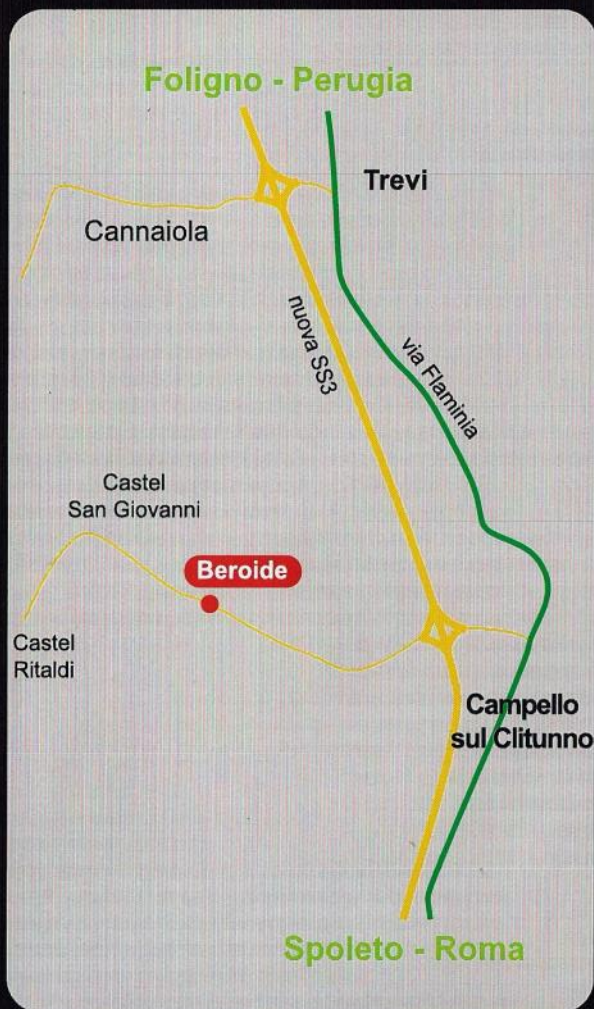 Foligno - Perugia
Trevi
Cannaiola
nuova SS3
via Flaminia
Castel
San Giovanni
Beroide
Castel
Ritaldi
Campello
sul Clitunno
Spoleto - Roma